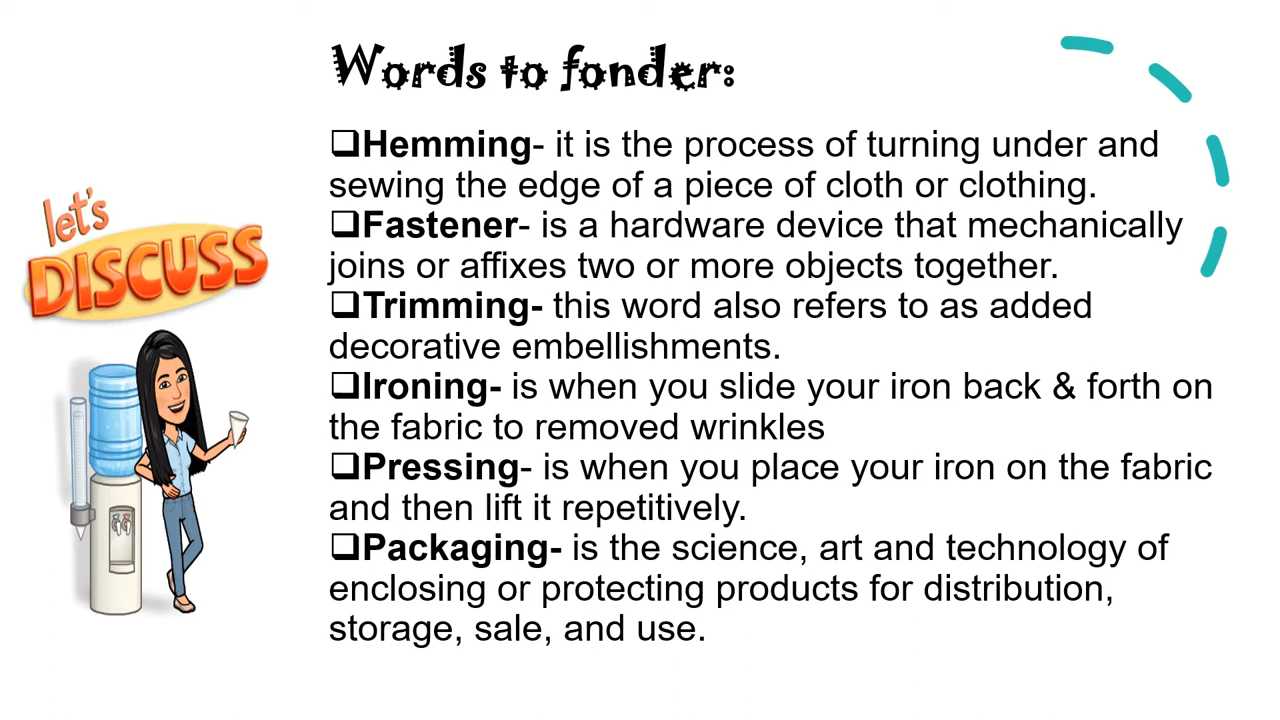 Words to fonder:
❑Hemming- it is the process of turning under and
sewing the edge of a piece of cloth or clothing.
❑Fastener- is a hardware device that mechanically
joins or affixes two or more objects together.
❑Trimming- this word also refers to as added
decorative embellishments.
❑Ironing- is when you slide your iron back & forth on
the fabric to removed wrinkles
❑Pressing- is when you place your iron on the fabric
and then lift it repetitively.
❑Packaging- is the science, art and technology of
enclosing or protecting products for distribution,
storage, sale, and use.
let's
DISCUSS